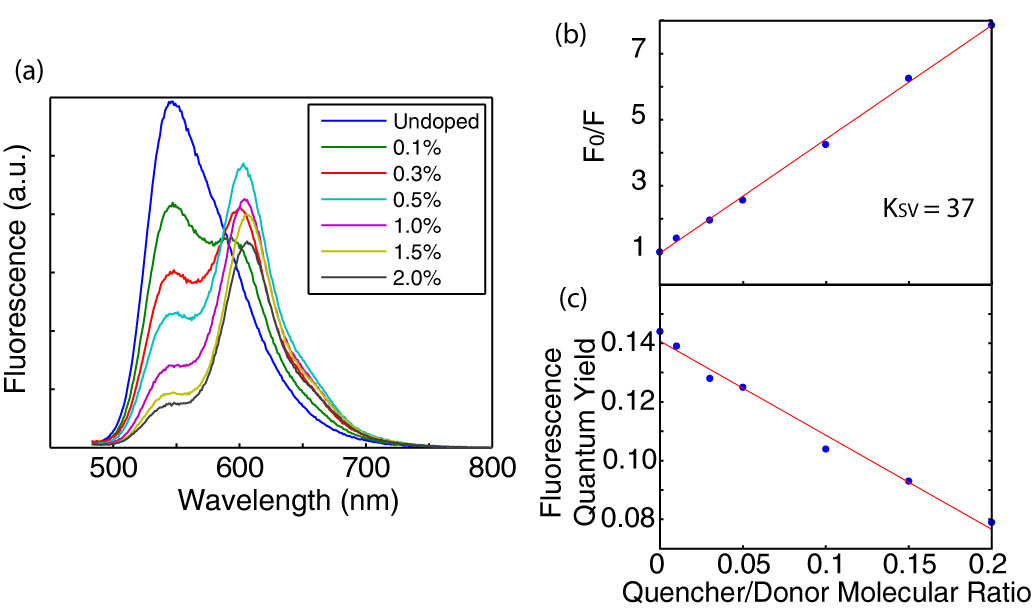 (a)
Fluorescence (a.u.)
Undoped
0.1%
0.3%
0.5%
1.0%
1.5%
2.0%
500 600 700 800
Wavelength (nm)
(b)
F0/F
7
5
3
1
KSV = 37
(c)
Fluorescence
Quantum Yield
0.14
0.12
0.10
0.08
0 0.05 0.1 0.15 0.2
Quencher/Donor Molecular Ratio